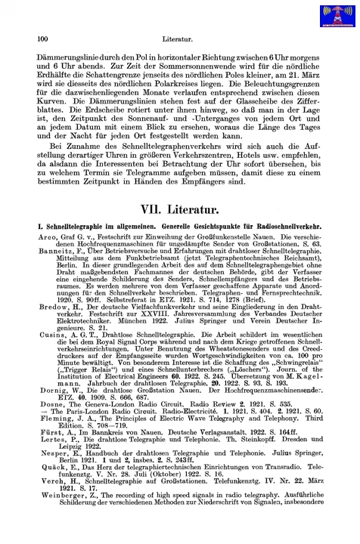 100 Literatur.
Dämmerungslinie durch den Pol in horizontaler Richtung zwischen 6 Uhr morgens
und 6 Uhr abends. Zur Zeit der Sommersonnenwende wird für die nördliche
Erdhälfte die Schattengrenze jenseits des nördlichen Poles kleiner, am 21. März
wird sie diesseits des nördlichen Polarkreises liegen. Die Beleuchtungsgrenzen
für die dazwischenliegenden Monate verlaufen entsprechend zwischen diesen
Kurven. Die Dämmerungslinien stehen fest auf der Glasscheibe des Ziffer-
blattes. Die Erdscheibe rotiert unter ihnen hinweg, so daß man in der Lage
ist, den Zeitpunkt des Sonnenauf- und -Unterganges von jedem Ort und
an jedem Datum mit einem Blick zu ersehen, woraus die Länge des Tages
und der Nacht für jeden Ort festgestellt werden kann.
Bei Zunahme des Schnelltelegraphenverkehrs wird sich auch die Auf-
stellung derartiger Uhren in größeren Verkehrszentren, Hotels usw. empfehlen,
da alsdann die Interessenten bei Betrachtung der Uhr sofort übersehen, bis
zu welchem Termin sie Telegramme aufgeben müssen, damit diese zu einem
bestimmten Zeitpunkt in Händen des Empfängers sind.
VII. Literatur.
I. Schnelltelegraphie im allgemeinen. Generelle Gesichtspunkte für Radioschnellverkehr.
Arco, Graf G. v., Festschrift zur Einweihung der Großfunkenstelle Nauen. Die verschie-
denen Hochfrequenzmaschinen für ungedämpfte Sender von Großstationen. S. 63.
Banneitz, F., Über Betriebsversuche und Erfahrungen mit drahtloser Schnelltelegraphie,
Mitteilung aus dem Funkbetriebsamt (jetzt Telegraphentechnisches Reichsamt),
Berlin. In dieser grundlegenden Arbeit des auf dem Schnelltelegraphengebiet ohne
Draht maßgebendsten Fachmannes der deutschen Behörde, gibt der Verfasser
eine eingehende Schilderung des Senders, Schnellempfängers und des Betriebs-
raumes. Es werden mehrere von dem Verfasser geschaffene Apparate und Anord-
nungen für den Schnellverkehr beschrieben. Telegraphen- und Fernsprechtechnik,
1920. S. 90ff. Selbstreferat in ETZ. 1921. S. 714, 1278 (Brief).
Bredow, H., Der deutsche Vielfachfunkverkehr und seine Eingliederung in den Draht-
verkehr. Festschrift zur XXVIII. Jahresversammlung des Verbandes Deutscher
Elektrotechniker. München 1922. Julius Springer und Verein Deutscher In-
genieure. S. 21.
Cusins, A. G. T., Drahtlose Schnelltelegraphie. Die Arbeit schildert im wesentlichen
die bei dem Royal Signal Corps während und nach dem Kriege getroffenen Schnell-
verkehrseinrichtungen. Unter Benutzung des Wheatstonesenders und des Creed-
druckers auf der Empfangsseite wurden Wortgeschwindigkeiten von ca. 100 pro
Minute bewältigt. Von besonderem Interesse ist die Schaffung des „Schwingrelais“
(„Trigger Relais“) und eines Schnellunterbrechers („Löschers“). Journ. of the
Institution of Electrical Engineers 60. 1922. S. 245. Übersetzung von M. Kagel-
mann. Jahrbuch der drahtlosen Telegraphie. 20. 1922. S. 93, S. 193.
Dornig, W., Die drahtlose Großstation Nauen. Der Hochfrequenzmaschinensender.
ETZ. 40. 1909. S. 666, 687.
Dosne, The Geneva-London Radio Circuit. Radio Review 2. 1921. S. 535.
— The Paris-London Radio Circuit. Radio-Electricité. 1. 1921. S. 404. 2. 1921. S. 60.
Fleming, J. A., The Principles of Electric Wave Telegraphy and Telephony. Third
Edition. S. 708—719.
Fürst, A., Im Bannkreis von Nauen. Deutsche Verlagsanstalt. 1922. S. 164ff.
Lertes, P., Die drahtlose Telegraphie und Telephonie. Th. Steinkopff. Dresden und
Leipzig 1922.
Nesper, E., Handbuch der drahtlosen Telegraphie und Telephonie. Julius Springer,
Berlin 1921. 1 und 2, insbes. 2. S. 243ff.
Quäck, E., Das Herz der telegraphiertechnischen Einrichtungen von Transradio. Tele-
funkenztg. V. Nr. 28. Juli (Oktober) 1922. S. 16.
Verch, H., Schnelltelegraphie auf Großstationen. Telefunkenztg. IV. Nr. 22. März
1921. S. 17.
Weinberger, Z., The recording of high speed signals in radio telegraphy. Ausführliche
Schilderung der verschiedenen Methoden zur Niederschrift von Signalen, insbesondere